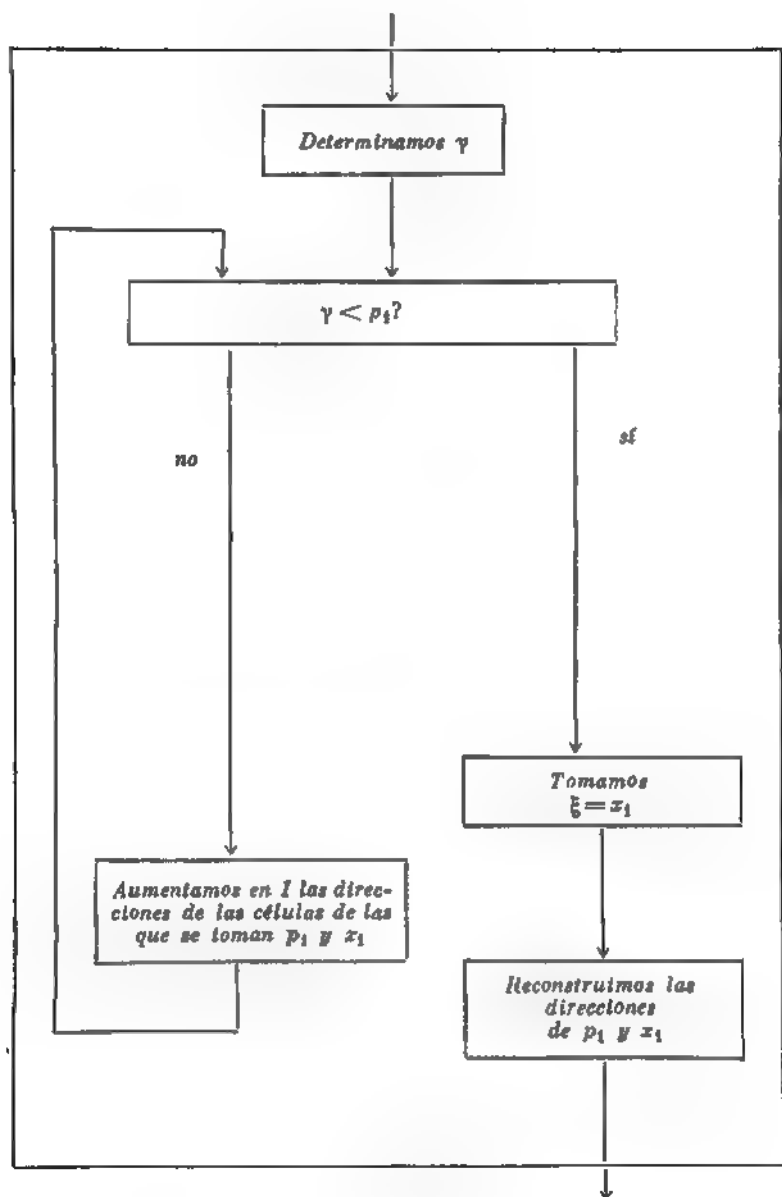 Determinamos γ
γ < p₁?
no
sí
Tomamos
ξ = x₁
Aumentamos en 1 las direc-
ciones de las células de las
que se toman p₁ y x₁
Reconstruimos las
direcciones
de p₁ y x₁